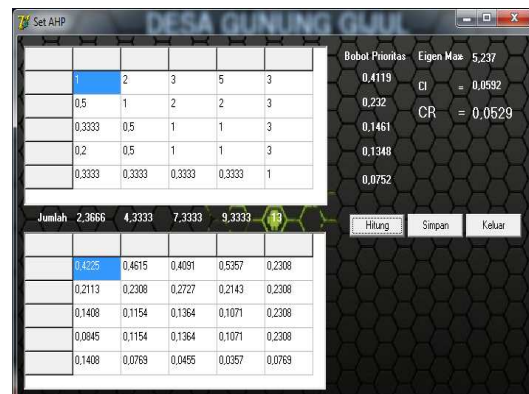 Set AHP
DESA GUNUNG GIJUL
Bobot Prioritas Eigen Max = 5,237
1 2 3 5 3 0,4119 CI = 0,0592
0,5 1 2 2 3 0,232 CR = 0,0529
0,3333 0,5 1 1 3 0,1461
0,2 0,5 1 1 3 0,1348
0,3333 0,3333 0,3333 0,3333 1 0,0752
Jumlah 2,3666 4,3333 7,3333 9,3333 13
Hitung Simpan Keluar
0,4225 0,4615 0,4091 0,5357 0,2308
0,2113 0,2308 0,2727 0,2143 0,2308
0,1408 0,1154 0,1364 0,1071 0,2308
0,0845 0,1154 0,1364 0,1071 0,2308
0,1408 0,0769 0,0455 0,0357 0,0769